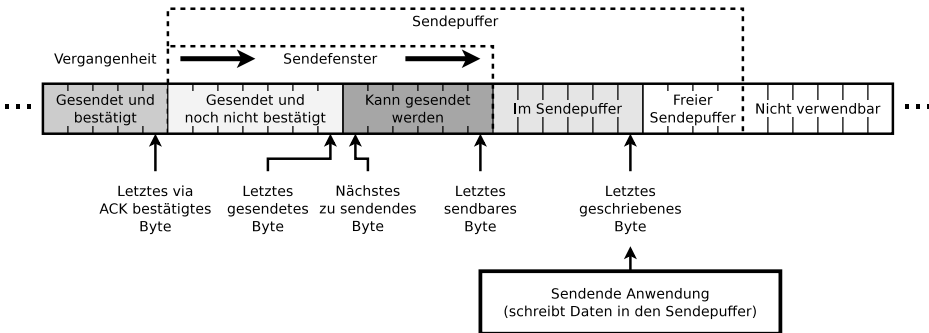 Sendepuffer
Vergangenheit
Sendefenster
Gesendet und
bestätigt
Gesendet und
noch nicht bestätigt
Kann gesendet
werden
Im Sendepuffer
Freier
Sendepuffer
Nicht verwendbar
Letztes via
ACK bestätigtes
Byte
Letztes
gesendetes
Byte
Nächstes
zu sendendes
Byte
Letztes
sendbares
Byte
Letztes
geschriebenes
Byte
Sendende Anwendung
(schreibt Daten in den Sendepuffer)